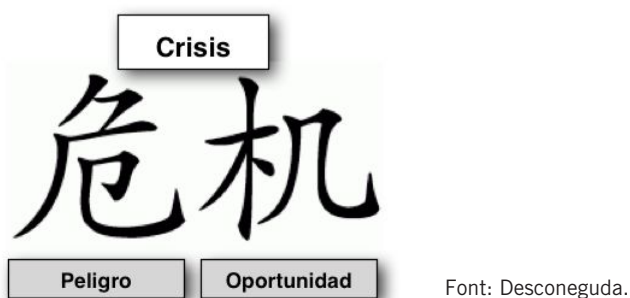 Crisis
危机
Peligro Oportunidad
Font: Desconeguda.